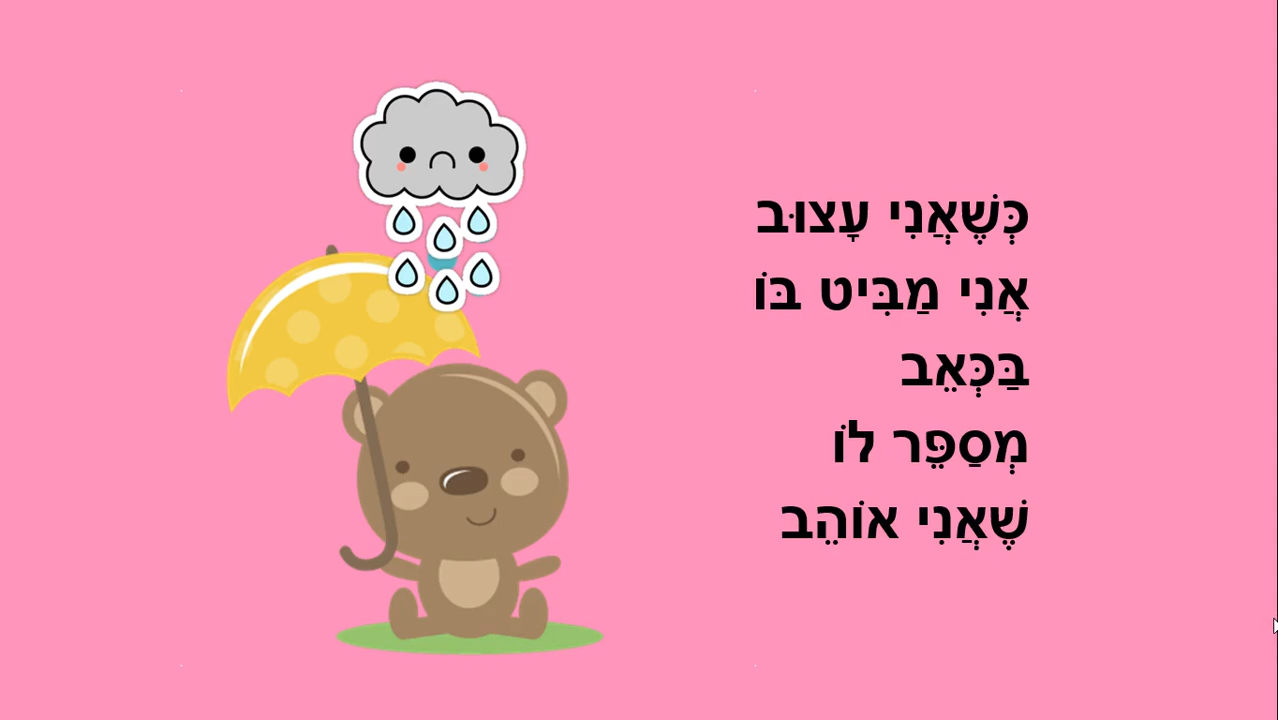 כְּשֶׁאֲנִי עָצוּב
אֲנִי מַבִּיט בּוֹ
בַּכְּאֵב
מְסַפֵּר לוֹ
שֶׁאֲנִי אוֹהֵב